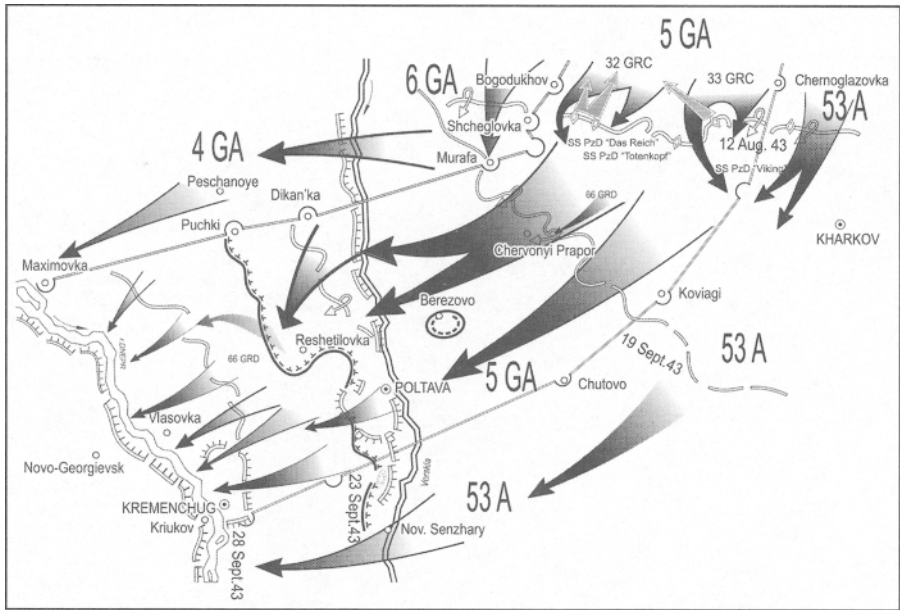 5 GA
32 GRC
6 GA
Bogodukhov
33 GRC
Chernoglazovka
53 A
Shcheglovka
12 Aug. 43
SS PzD "Das Reich"
SS PzD "Totenkopf"
SS PzD "Viking"
4 GA
Murafa
Peschanoye
Dikan'ka
66 GRD
Puchki
KHARKOV
Chervonyi Prapor
Maximovka
Koviagi
Berezovo
DNEPR
Reshetilovka
66 GRD
19 Sept.43
53 A
5 GA
POLTAVA
Chutovo
Vlasovka
Novo-Georgievsk
Vorskla
23 Sept.43
53 A
KREMENCHUG
Kriukov
Nov. Senzhary
28 Sept.43